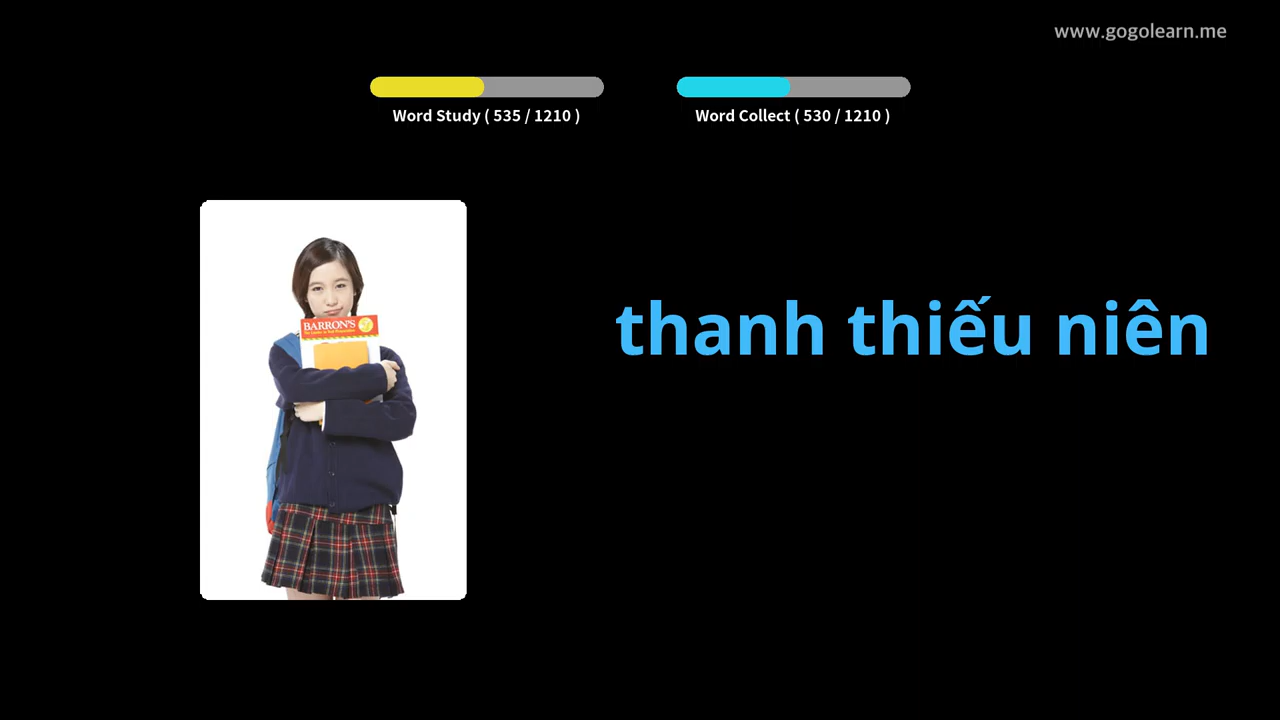 www.gogolearn.me
Word Study ( 535 / 1210 )
Word Collect ( 530 / 1210 )
BARRON'S
thanh thiếu niên